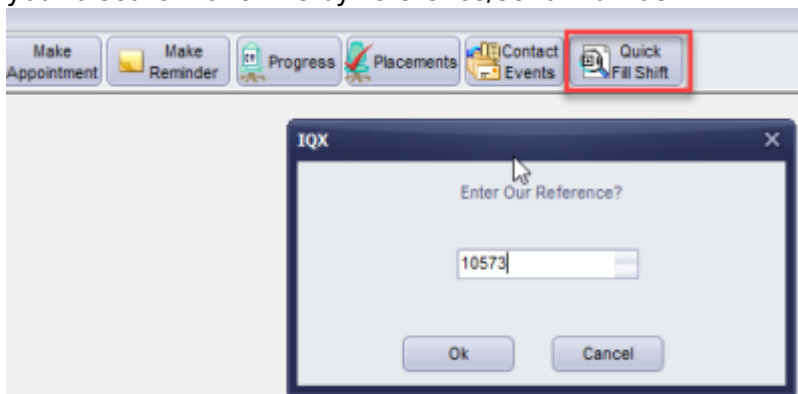 Make Make Contact Quick
Appointment Reminder Progress Placements Events Fill Shift
IQX
Enter Our Reference?
10573
Ok Cancel